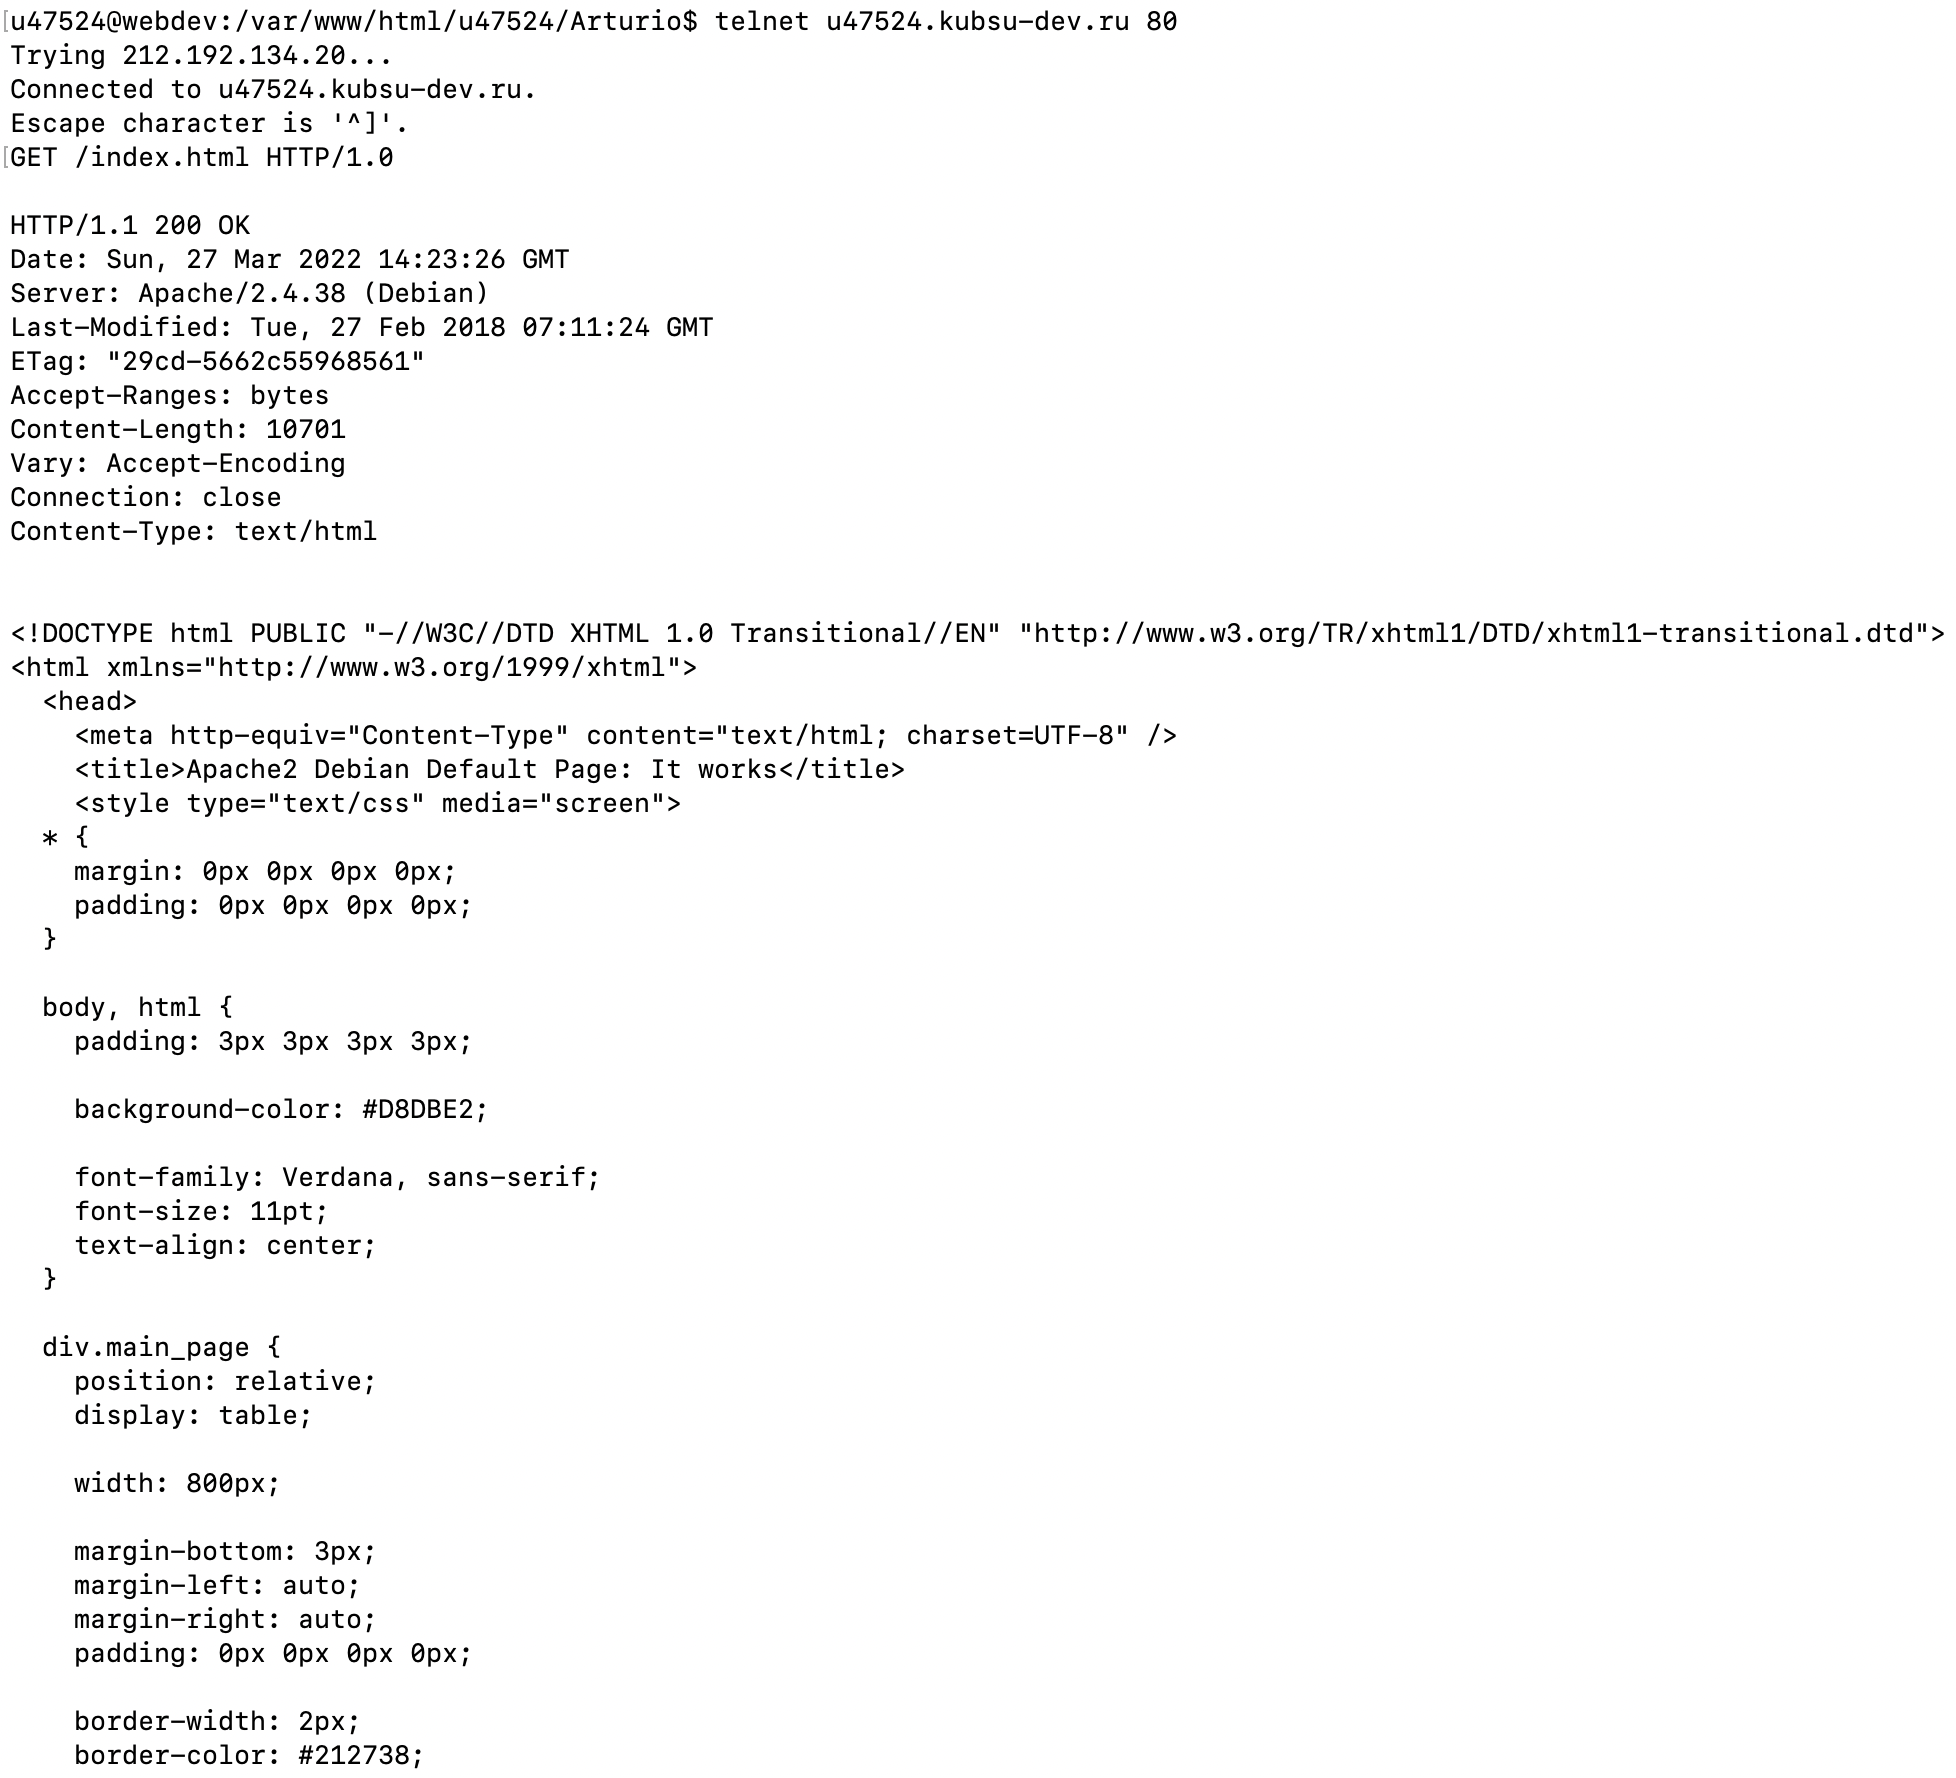 u47524@webdev:/var/www/html/u47524/Arturio$ telnet u47524.kubsu-dev.ru 80
Trying 212.192.134.20...
Connected to u47524.kubsu-dev.ru.
Escape character is '^]'.
GET /index.html HTTP/1.0

HTTP/1.1 200 OK
Date: Sun, 27 Mar 2022 14:23:26 GMT
Server: Apache/2.4.38 (Debian)
Last-Modified: Tue, 27 Feb 2018 07:11:24 GMT
ETag: "29cd-5662c55968561"
Accept-Ranges: bytes
Content-Length: 10701
Vary: Accept-Encoding
Connection: close
Content-Type: text/html


<!DOCTYPE html PUBLIC "-//W3C//DTD XHTML 1.0 Transitional//EN" "http://www.w3.org/TR/xhtml1/DTD/xhtml1-transitional.dtd">
<html xmlns="http://www.w3.org/1999/xhtml">
  <head>
    <meta http-equiv="Content-Type" content="text/html; charset=UTF-8" />
    <title>Apache2 Debian Default Page: It works</title>
    <style type="text/css" media="screen">
  * {
    margin: 0px 0px 0px 0px;
    padding: 0px 0px 0px 0px;
  }

  body, html {
    padding: 3px 3px 3px 3px;

    background-color: #D8DBE2;

    font-family: Verdana, sans-serif;
    font-size: 11pt;
    text-align: center;
  }

  div.main_page {
    position: relative;
    display: table;

    width: 800px;

    margin-bottom: 3px;
    margin-left: auto;
    margin-right: auto;
    padding: 0px 0px 0px 0px;

    border-width: 2px;
    border-color: #212738;